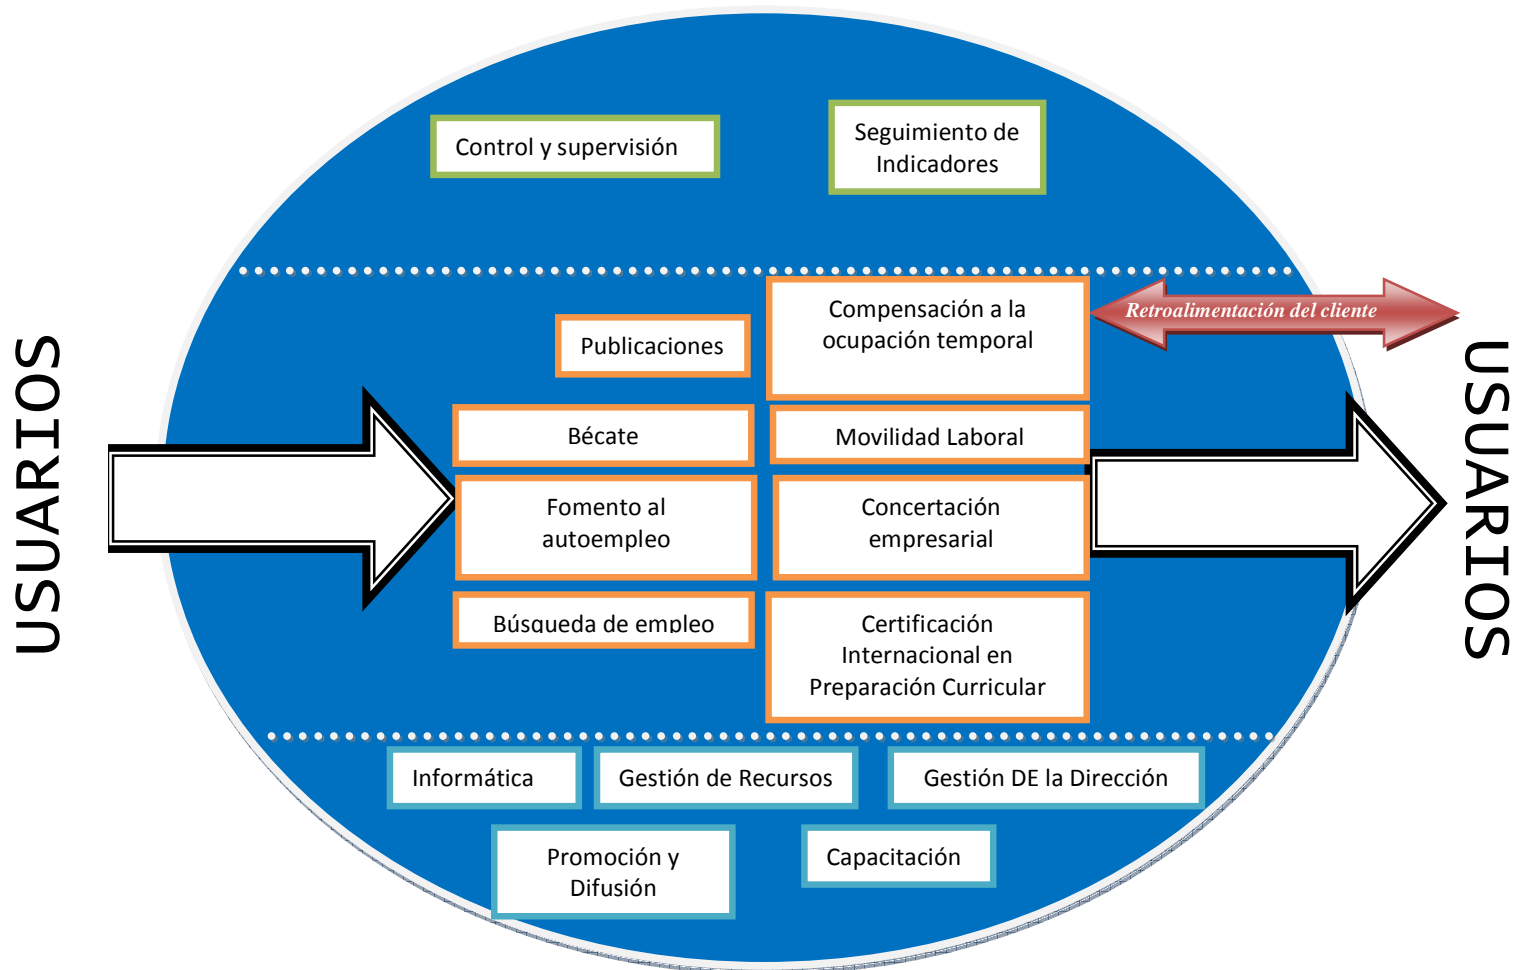 Control y supervisión
Seguimiento de
Indicadores
Compensación a la
ocupación temporal
Retroalimentación del cliente
Publicaciones
USUARIOS
USUARIOS
Bécate
Movilidad Laboral
Fomento al
autoempleo
Concertación
empresarial
Búsqueda de empleo
Certificación
Internacional en
Preparación Curricular
Informática
Gestión de Recursos
Gestión DE la Dirección
Promoción y
Difusión
Capacitación